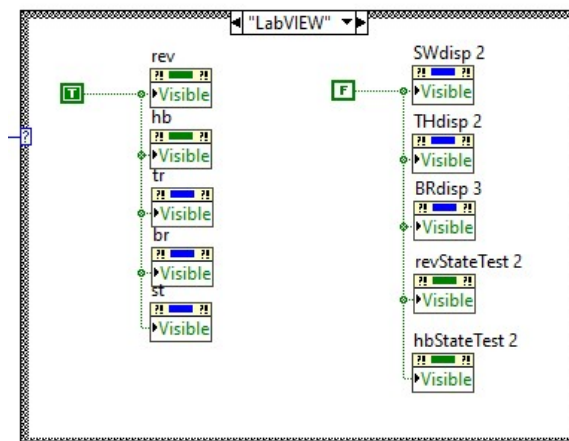 "LabVIEW"
rev
?! ?!
T
Visible
hb
?! ?!
Visible
tr
?! ?!
Visible
br
?! ?!
Visible
st
?! ?!
Visible
?
SWdisp 2
?! ?!
F
Visible
THdisp 2
?! ?!
Visible
BRdisp 3
?! ?!
Visible
revStateTest 2
?! ?!
Visible
hbStateTest 2
?! ?!
Visible